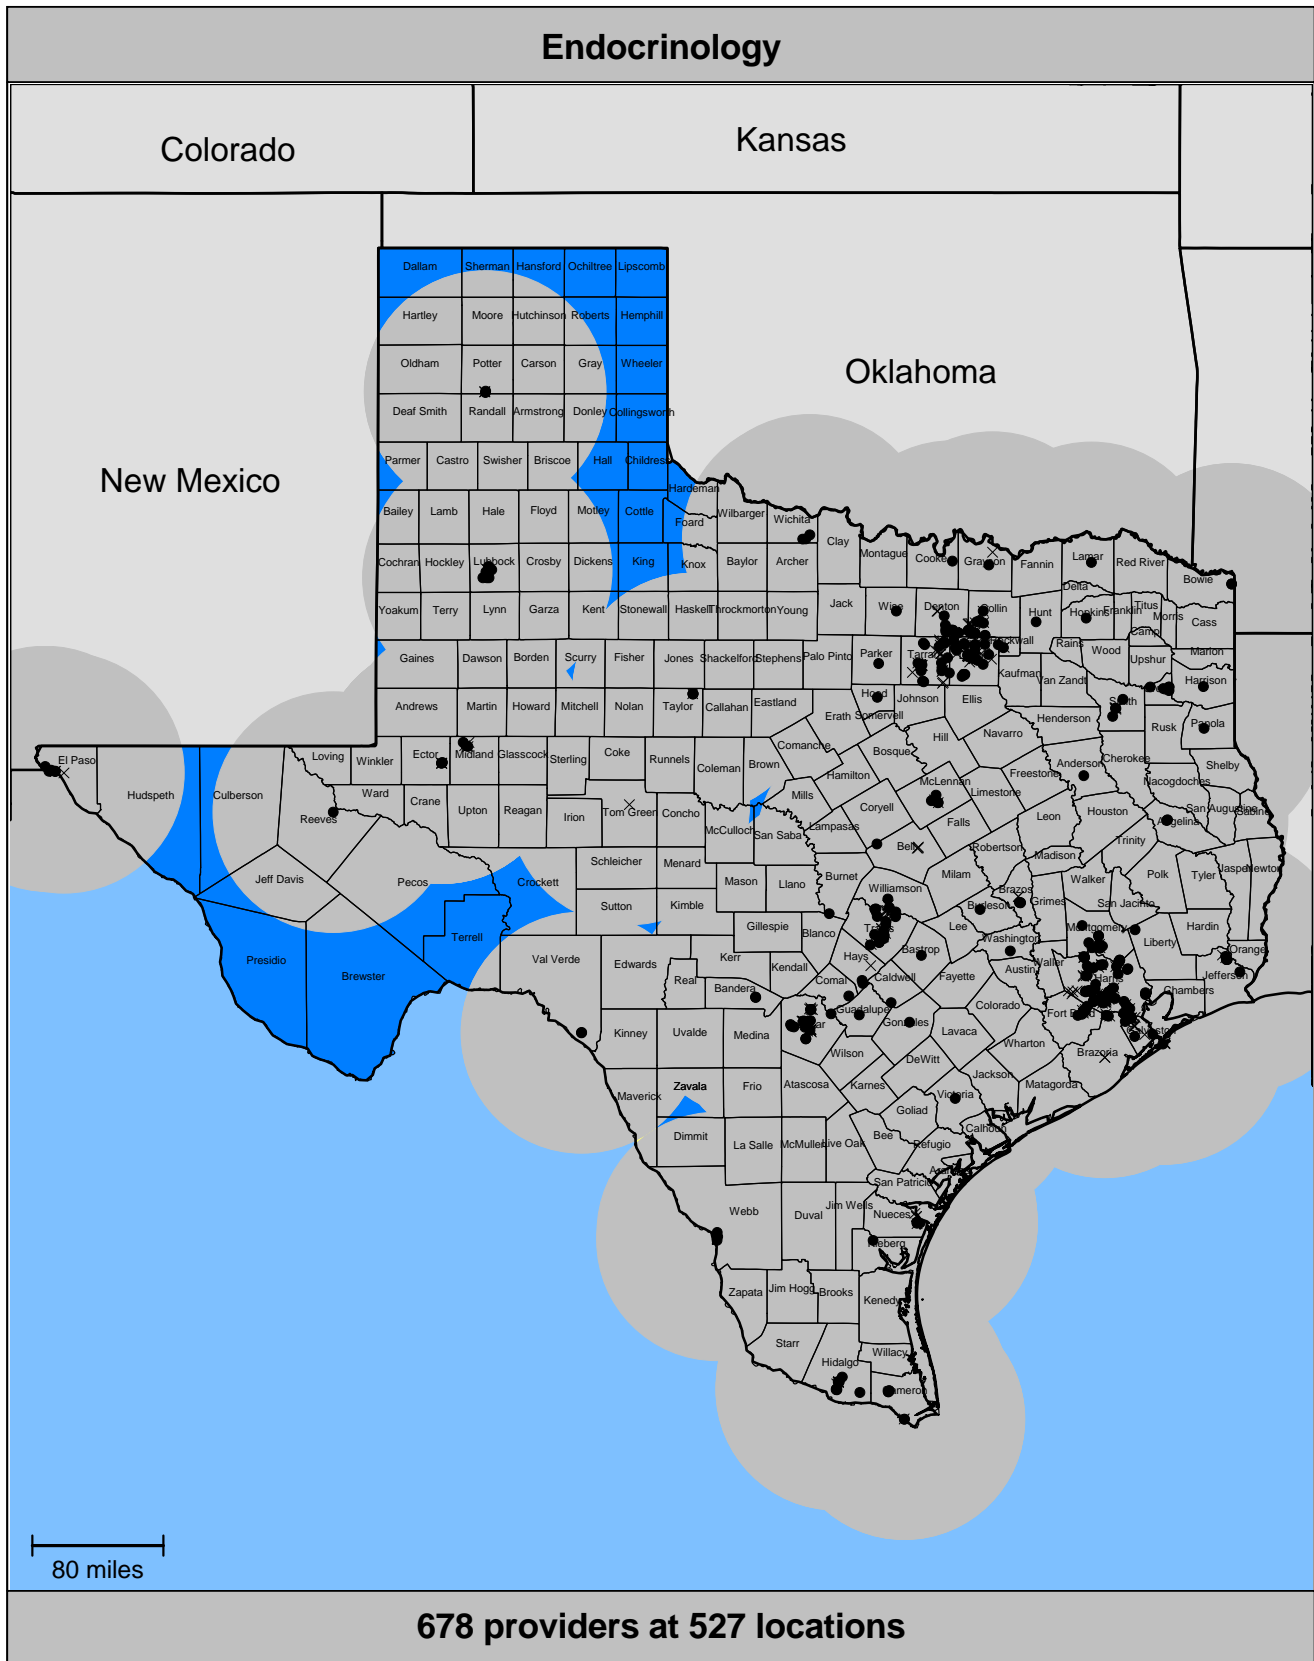 Endocrinology
Colorado
Kansas
New Mexico
Oklahoma
Dallam Sherman Hansford Ochiltree Lipscomb
Hartley Moore Hutchinson Roberts Hemphill
Oldham Potter Carson Gray Wheeler
Deaf Smith Randall Armstrong Donley Collingsworth
Parmer Castro Swisher Briscoe Hall Childress
Hardeman
Bailey Lamb Hale Floyd Motley Cottle Foard Wilbarger Wichita
Clay Montague Cooke Grayson Fannin Lamar Red River Bowie
Cochran Hockley Lubbock Crosby Dickens King Knox Baylor Archer
Delta
Yoakum Terry Lynn Garza Kent Stonewall Haskell Throckmorton Young Jack Wise Denton Collin Hunt Hopkins Franklin Titus Morris Cass
Camp
Gaines Dawson Borden Scurry Fisher Jones Shackelford Stephens Palo Pinto Parker Rains Wood Upshur Marion
Kaufman Van Zandt Harrison
Andrews Martin Howard Mitchell Nolan Taylor Callahan Eastland Erath Hood Somervell Johnson Ellis Henderson Rusk Panola
El Paso Loving Winkler Ector Midland Glasscock Sterling Coke Runnels Coleman Brown Comanche Bosque Hill Navarro Anderson Cherokee Shelby
Hudspeth Culberson Reeves Ward Crane Upton Reagan Irion Tom Green Concho Mills Hamilton McLennan Limestone Freestone Nacogdoches
McCulloch San Saba Lampasas Coryell Falls Leon Houston Angelina San Augustine Sabine
Jeff Davis Pecos Crockett Schleicher Menard Mason Llano Burnet Bell Robertson Madison Trinity
Sutton Kimble Williamson Milam Brazos Grimes Walker Polk Tyler Jasper Newton
Presidio Brewster Terrell Gillespie Blanco Burleson San Jacinto
Val Verde Edwards Kerr Kendall Hays Bastrop Lee Washington Montgomery Liberty Hardin Orange
Real Bandera Comal Caldwell Fayette Austin Waller Jefferson
Chambers
Kinney Uvalde Medina Guadalupe Gonzales Colorado Fort Bend
Lavaca Wharton Brazoria
Wilson DeWitt
Maverick Zavala Frio Atascosa Karnes Jackson Matagorda
Goliad Victoria Calhoun
Dimmit La Salle McMullen Live Oak Bee Refugio
San Patricio
Webb Duval Jim Wells Nueces
Zapata Jim Hogg Brooks Kenedy
Starr Hidalgo Willacy
80 miles
678 providers at 527 locations